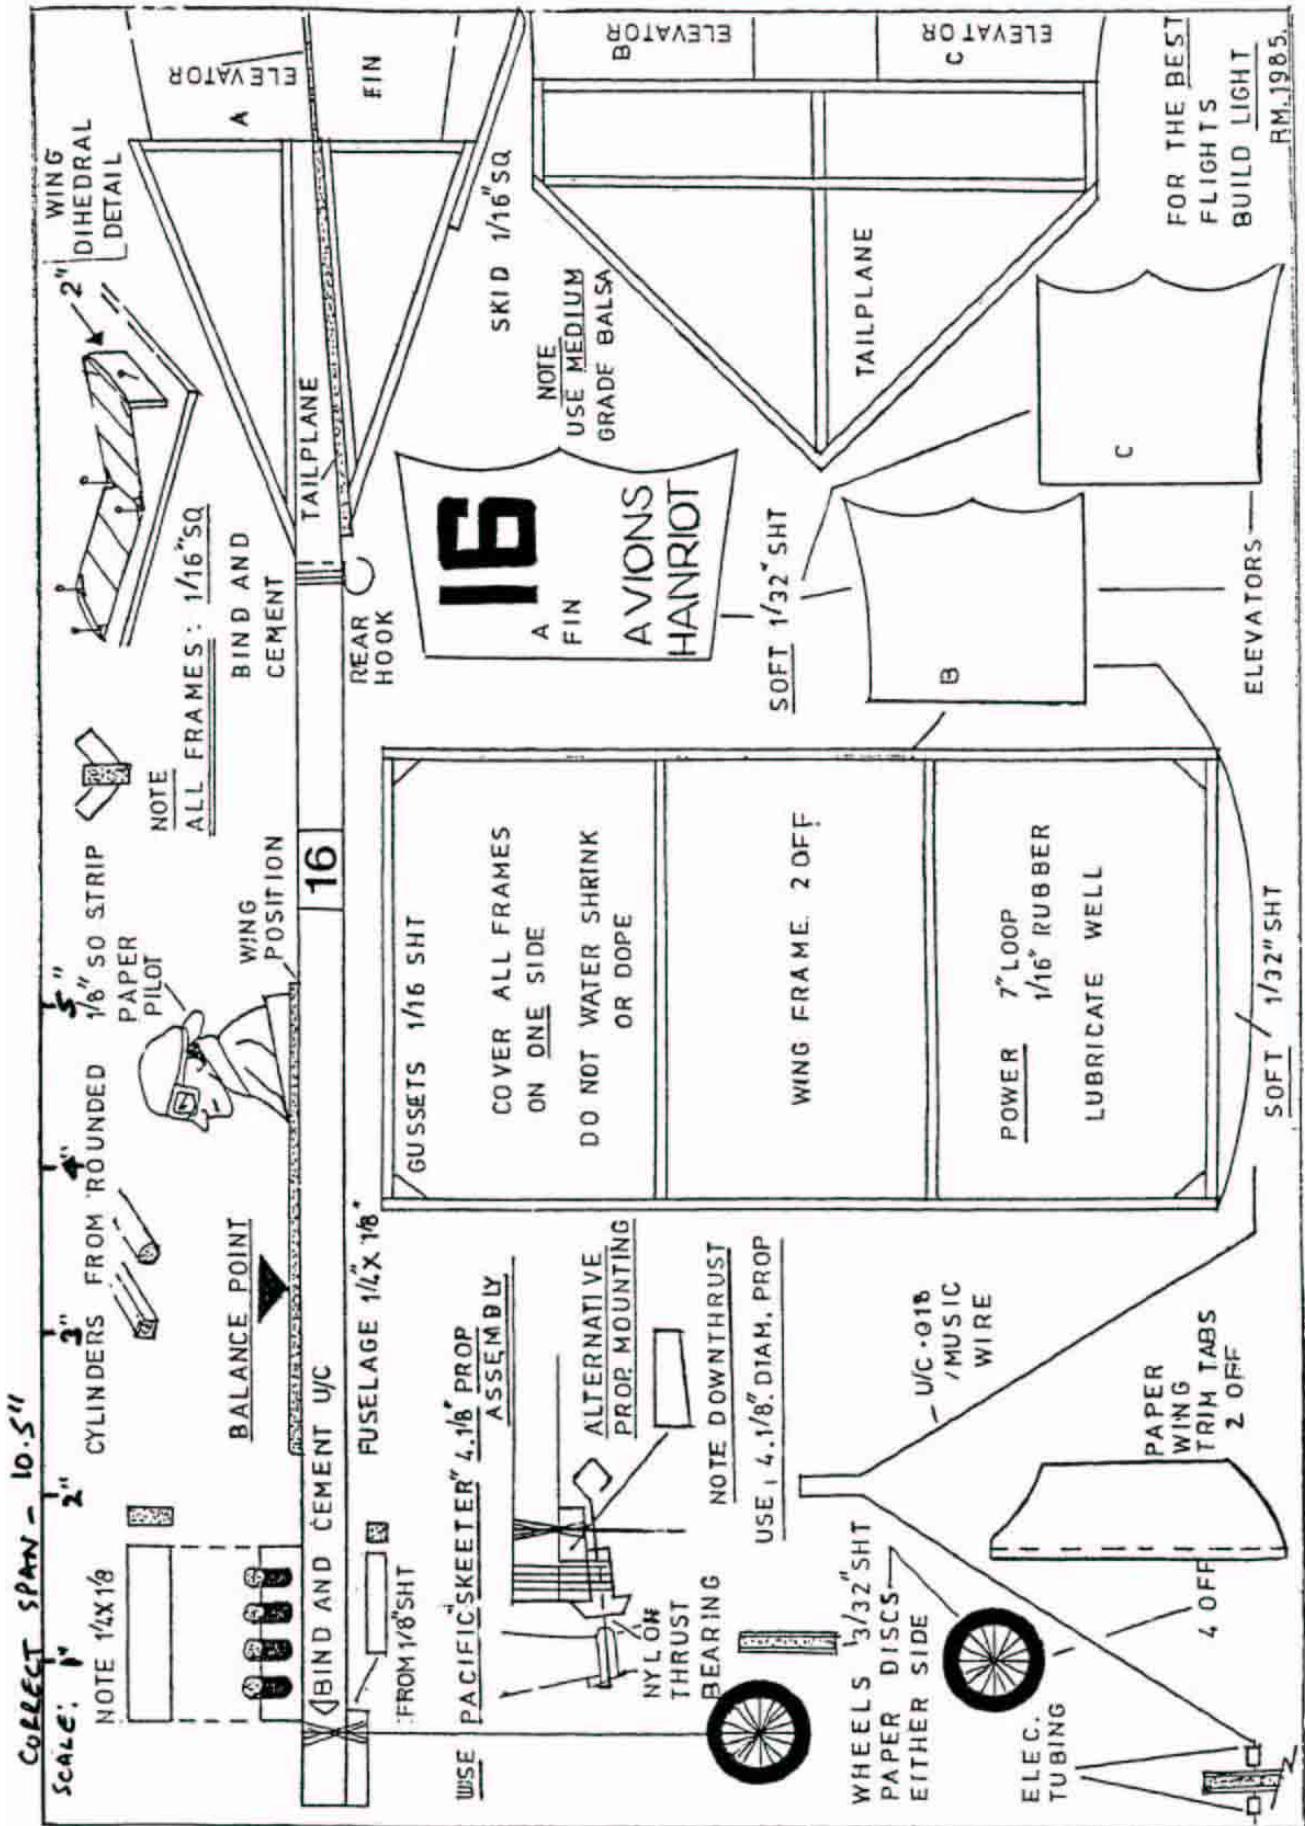 CORRECT SPAN - 10.5"
SCALE: 1" 2" 3" 4" 5"
NOTE 1/4X1/8
CYLINDERS FROM ROUNDED 1/8" SQ STRIP
PAPER
PILOT
WING
POSITION
BALANCE POINT
NOTE
ALL FRAMES: 1/16"SQ
WING
DIHEDRAL
DETAIL
2"
BIND AND
CEMENT
BIND AND CEMENT U/C
16
TAILPLANE
A
ELEVATOR
FIN
FROM 1/8"SHT
FUSELAGE 1/4"X 1/8"
REAR
HOOK
SKID 1/16"SQ
USE PACIFIC"SKEETER" 4.1/8" PROP
ASSEMBLY
ALTERNATIVE
PROP. MOUNTING
NYLON
THRUST
BEARING
NOTE DOWNTHRUST
USE 4.1/8". DIAM. PROP
GUSSETS 1/16 SHT
COVER ALL FRAMES
ON ONE SIDE
DO NOT WATER SHRINK
OR DOPE
WING FRAME. 2 OFF
POWER 7" LOOP
1/16" RUBBER
LUBRICATE WELL
SOFT 1/32" SHT
116
A
FIN
AVIONS
HANRIOT
NOTE
USE MEDIUM
GRADE BALSA
SOFT 1/32" SHT
B
C
ELEVATORS
TAILPLANE
B
ELEVATOR
C
ELEVATOR
WHEELS 3/32" SHT
PAPER DISCS
EITHER SIDE
ELEC.
TUBING
4 OFF
U/C .018
MUSIC
WIRE
PAPER
WING
TRIM TABS
2 OFF
FOR THE BEST
FLIGHTS
BUILD LIGHT
RM.1985.